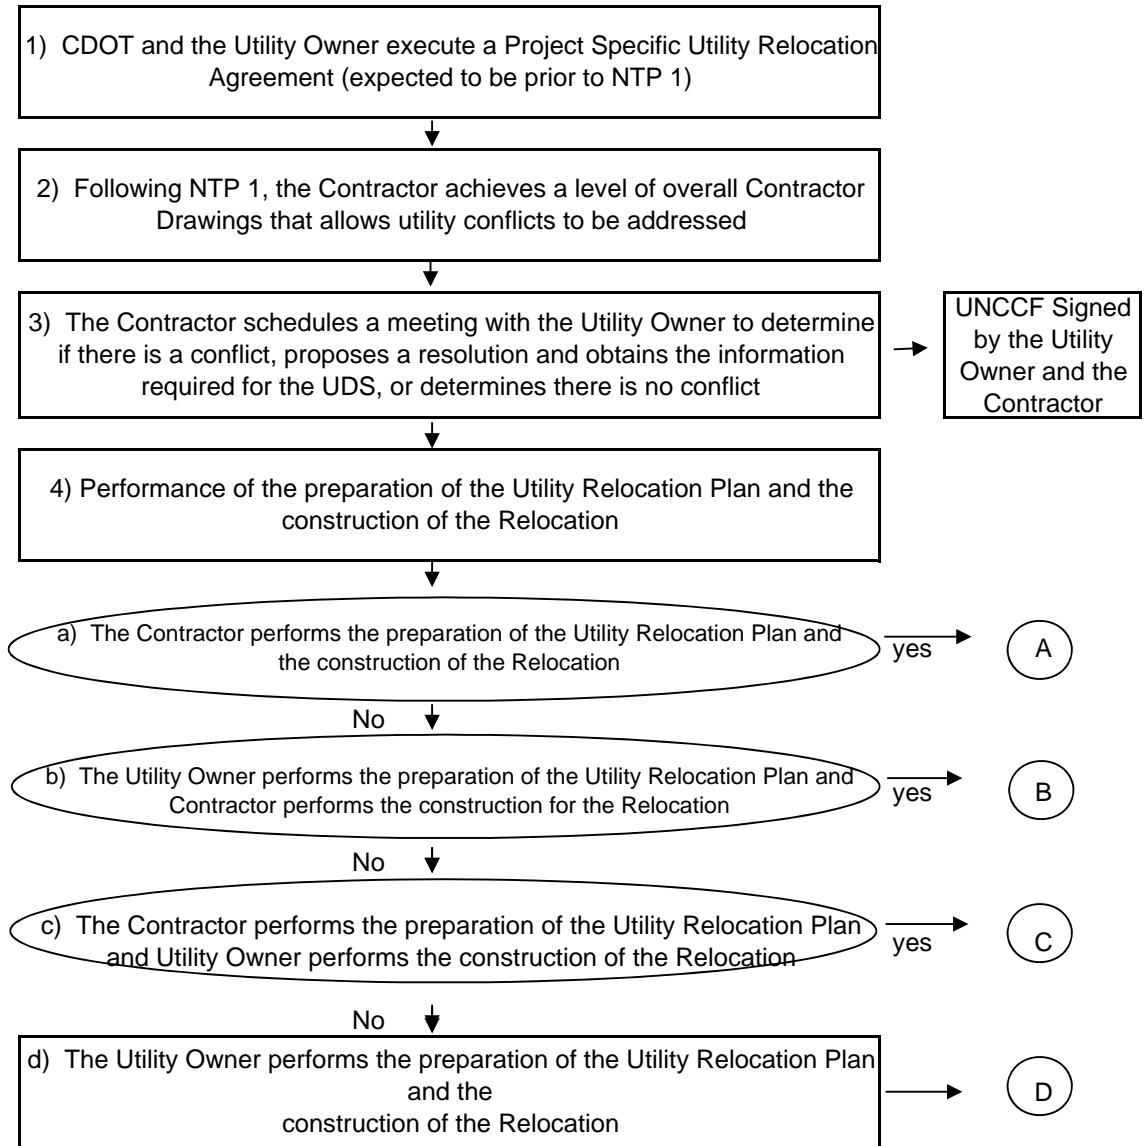 1) CDOT and the Utility Owner execute a Project Specific Utility Relocation
Agreement (expected to be prior to NTP 1)
2) Following NTP 1, the Contractor achieves a level of overall Contractor
Drawings that allows utility conflicts to be addressed
3) The Contractor schedules a meeting with the Utility Owner to determine
if there is a conflict, proposes a resolution and obtains the information
required for the UDS, or determines there is no conflict
UNCCF Signed
by the Utility
Owner and the
Contractor
4) Performance of the preparation of the Utility Relocation Plan and the
construction of the Relocation
a) The Contractor performs the preparation of the Utility Relocation Plan and
the construction of the Relocation
yes
A
No
b) The Utility Owner performs the preparation of the Utility Relocation Plan and
Contractor performs the construction for the Relocation
yes
B
No
c) The Contractor performs the preparation of the Utility Relocation Plan
and Utility Owner performs the construction of the Relocation
yes
C
No
d) The Utility Owner performs the preparation of the Utility Relocation Plan
and the
construction of the Relocation
D